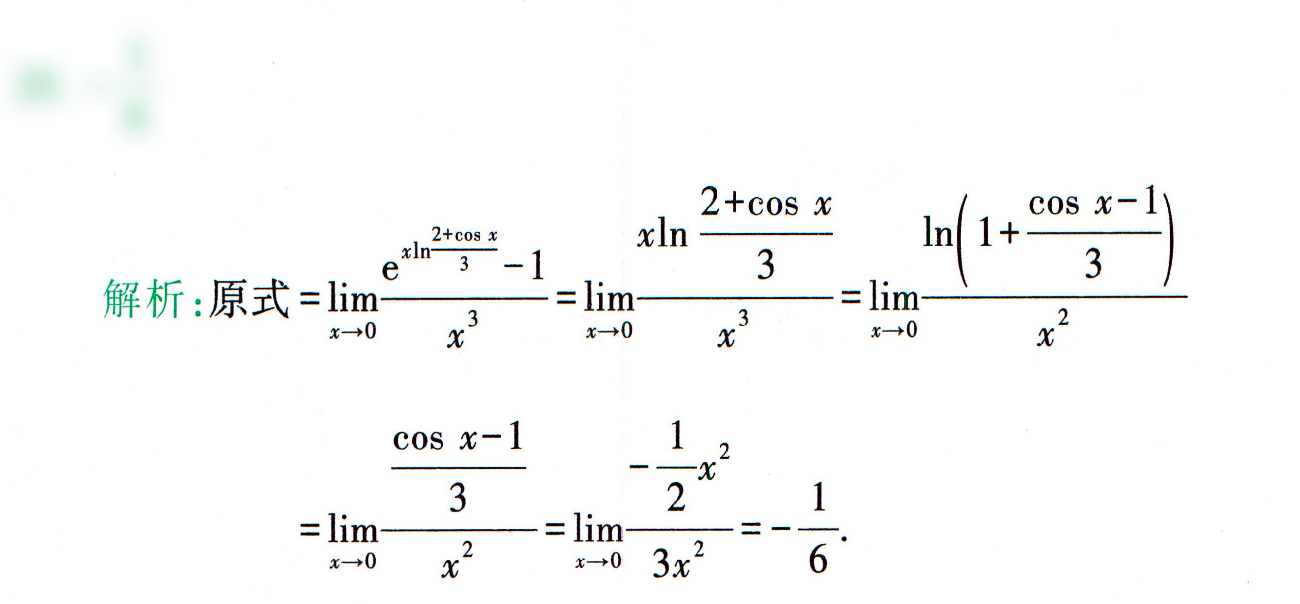 解析:原式 = lim_{x→0} (e^{xln((2+cos x)/3)} − 1)/x^3 = lim_{x→0} (xln((2+cos x)/3))/x^3 = lim_{x→0} ln(1+(cos x−1)/3)/x^2
= lim_{x→0} ((cos x−1)/3)/x^2 = lim_{x→0} (−(1/2)x^2)/(3x^2) = −1/6.